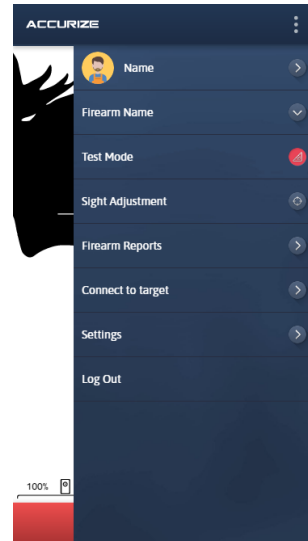 ACCURIZE
Name
Firearm Name
Test Mode
Sight Adjustment
Firearm Reports
Connect to target
Settings
Log Out
100%